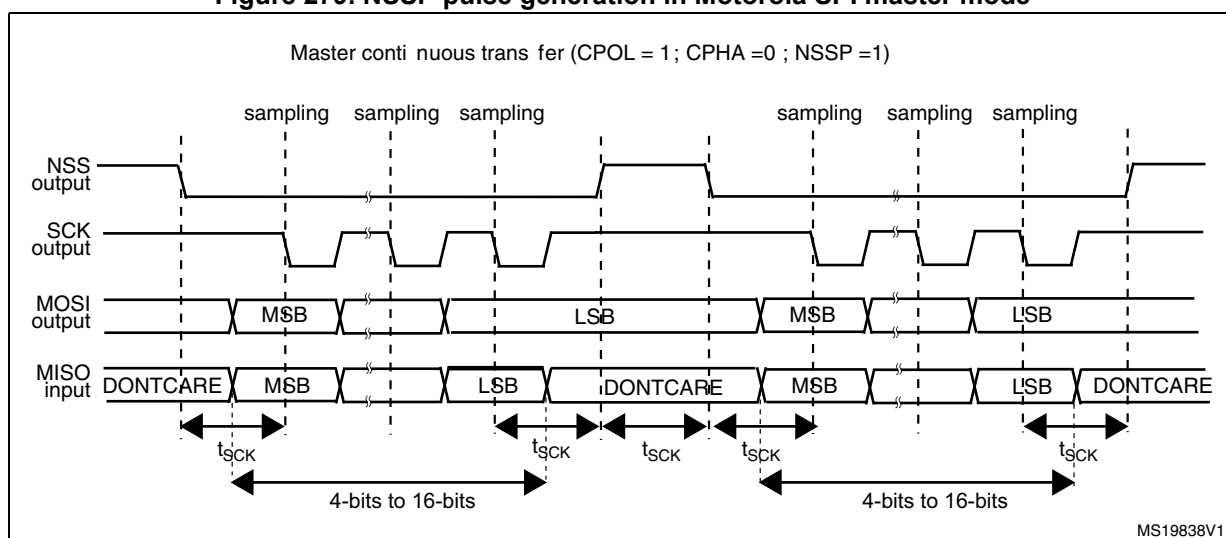 Figure 279. NSSP pulse generation in Motorola SPI master mode
Master conti nuous trans fer (CPOL = 1; CPHA =0 ; NSSP =1)
sampling sampling sampling sampling sampling sampling
NSS
output
SCK
output
MOSI
output
MSB LSB MSB LSB
MISO
input
DONTCARE MSB LSB DONTCARE MSB LSB DONTCARE
tSCK tSCK tSCK tSCK tSCK
4-bits to 16-bits 4-bits to 16-bits
MS19838V1